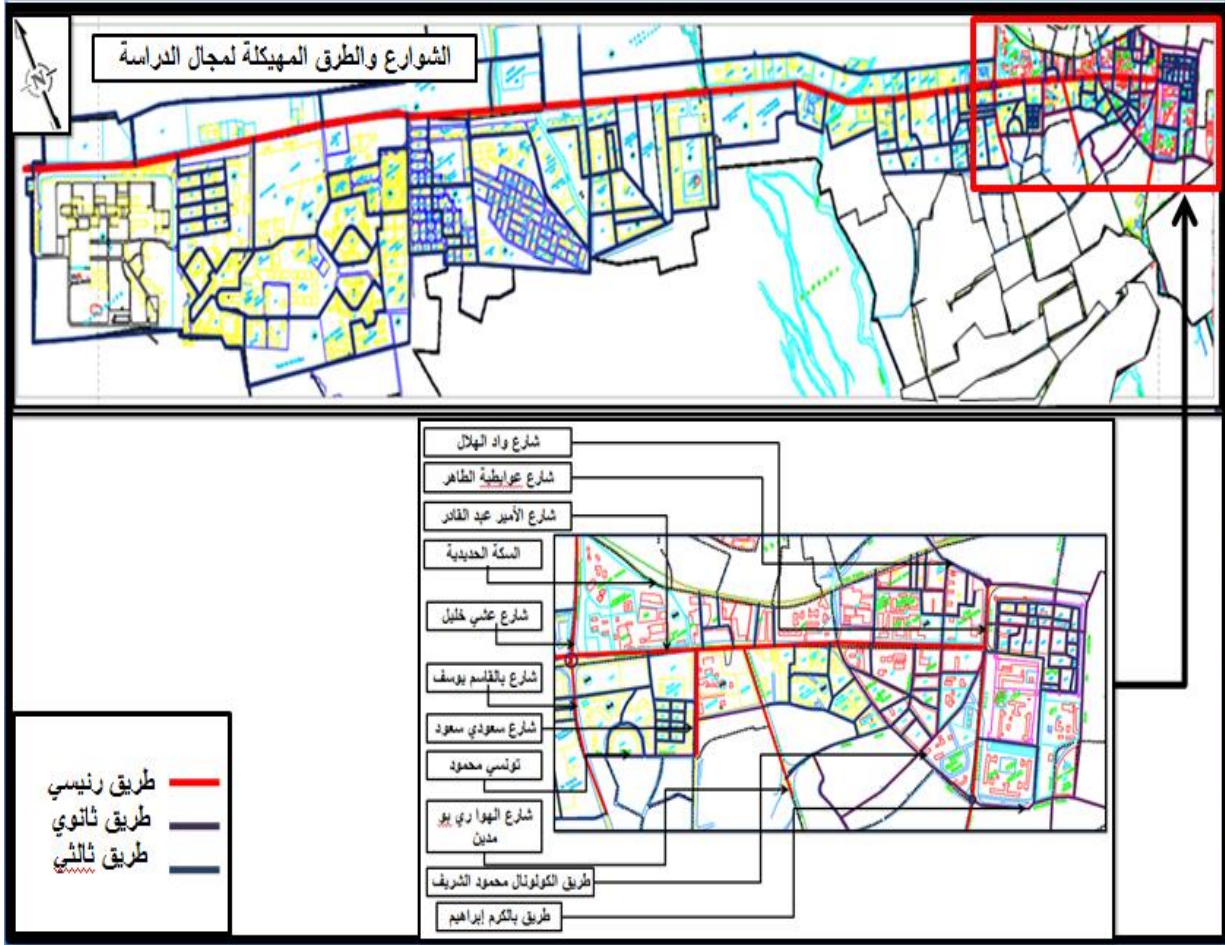 الشوارع والطرق المهيكلة لمجال الدراسة
N
شارع واد الهلال
شارع عوايطية الطاهر
شارع الأمير عبد القادر
السكة الحديدية
شارع عشي خليل
شارع بالقاسم يوسف
شارع سعودي سعود
تونسي محمود
شارع الهوا ري بو
مدين
طريق الكولونال محمود الشريف
طريق بالكرم إبراهيم
طريق رئيسي
طريق ثانوي
طريق ثالثي